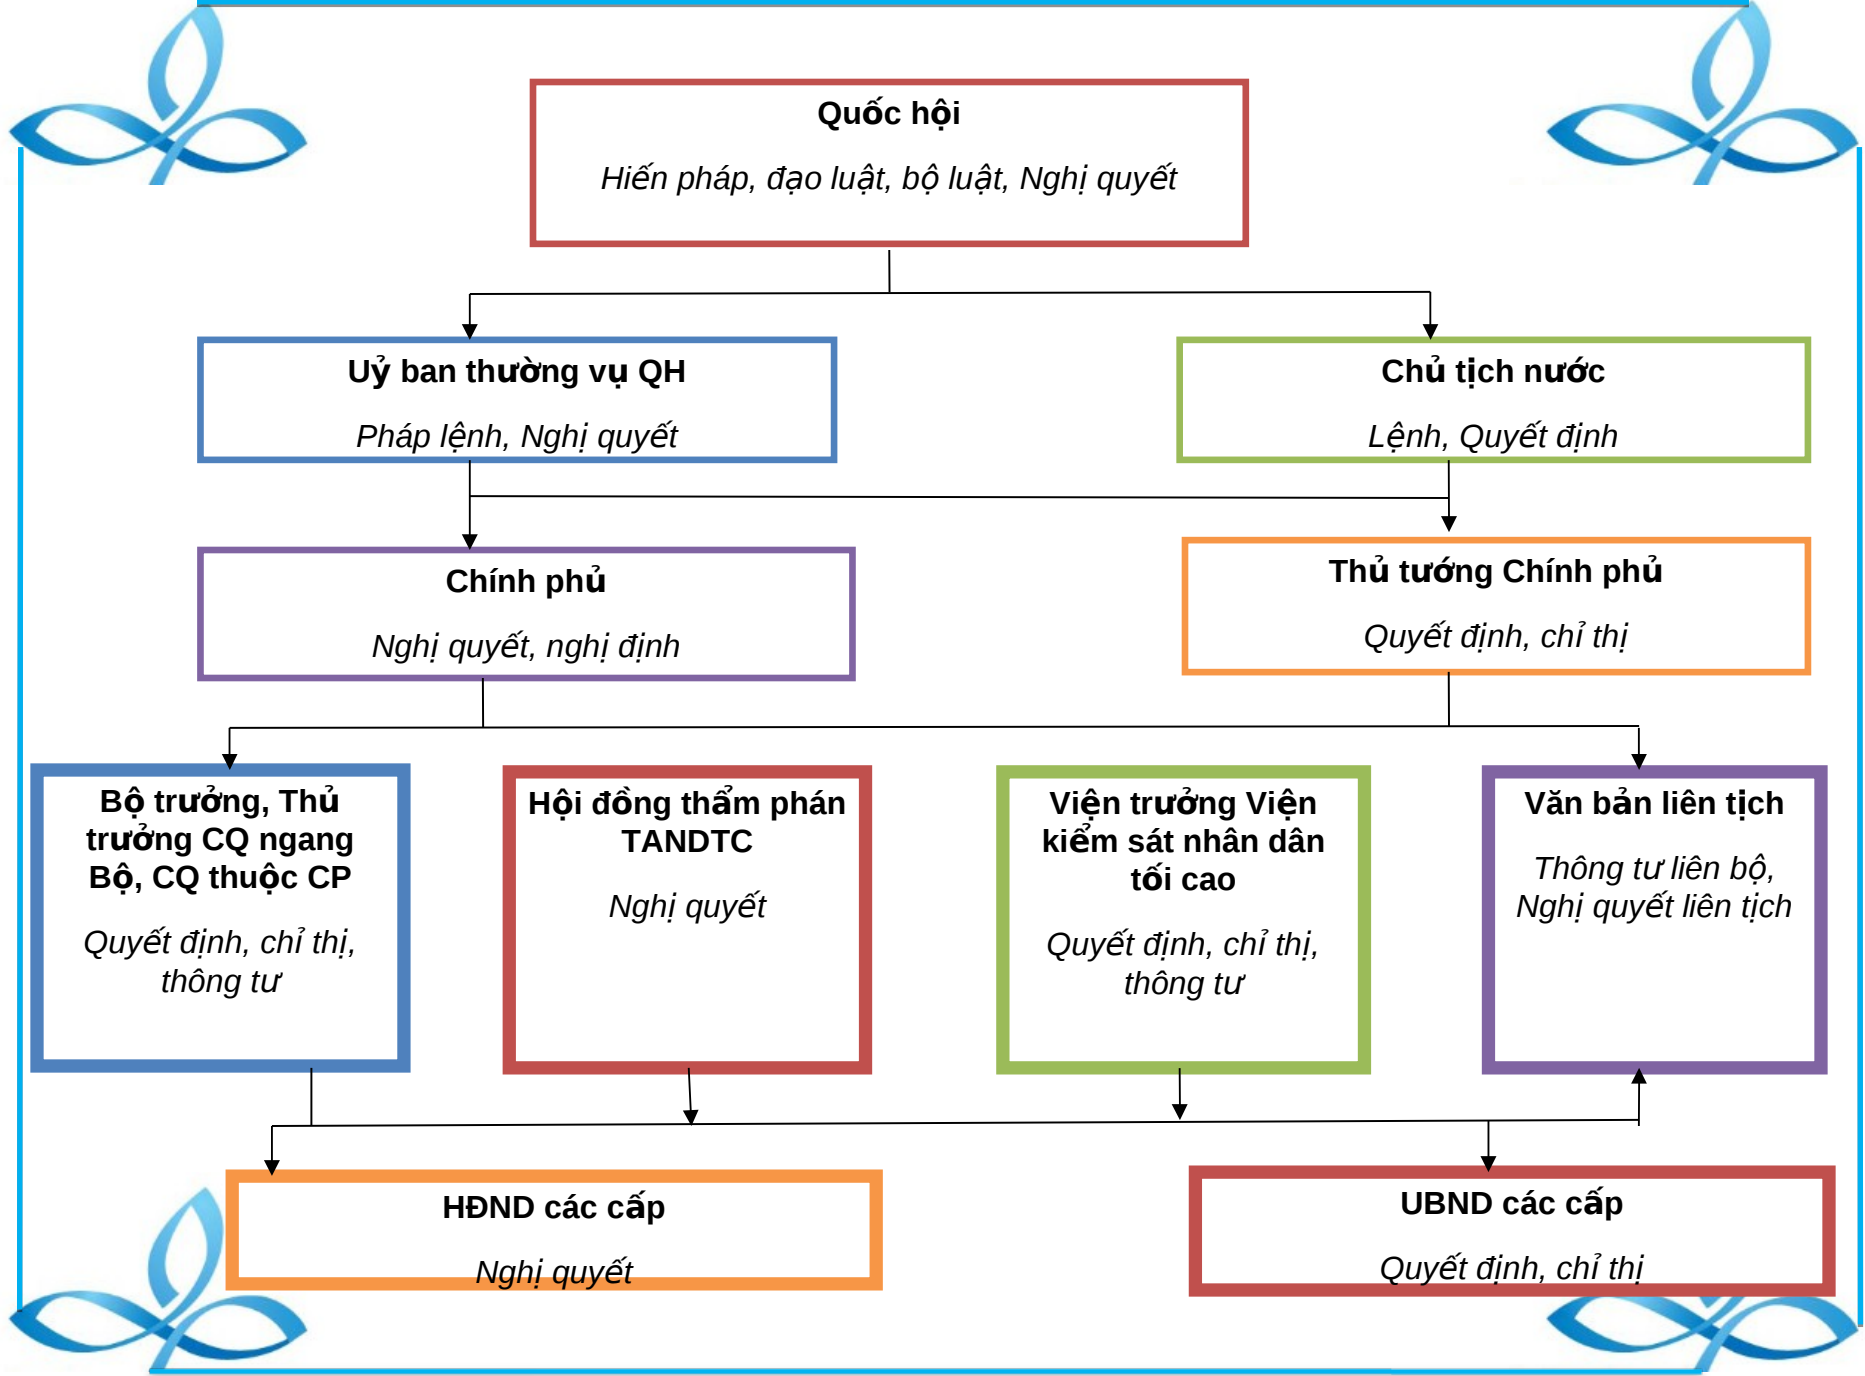 Quốc hội
Hiến pháp, đạo luật, bộ luật, Nghị quyết
Uỷ ban thường vụ QH
Pháp lệnh, Nghị quyết
Chủ tịch nước
Lệnh, Quyết định
Chính phủ
Nghị quyết, nghị định
Thủ tướng Chính phủ
Quyết định, chỉ thị
Bộ trưởng, Thủ
trưởng CQ ngang
Bộ, CQ thuộc CP
Quyết định, chỉ thị,
thông tư
Hội đồng thẩm phán
TANDTC
Nghị quyết
Viện trưởng Viện
kiểm sát nhân dân
tối cao
Quyết định, chỉ thị,
thông tư
Văn bản liên tịch
Thông tư liên bộ,
Nghị quyết liên tịch
HĐND các cấp
Nghị quyết
UBND các cấp
Quyết định, chỉ thị